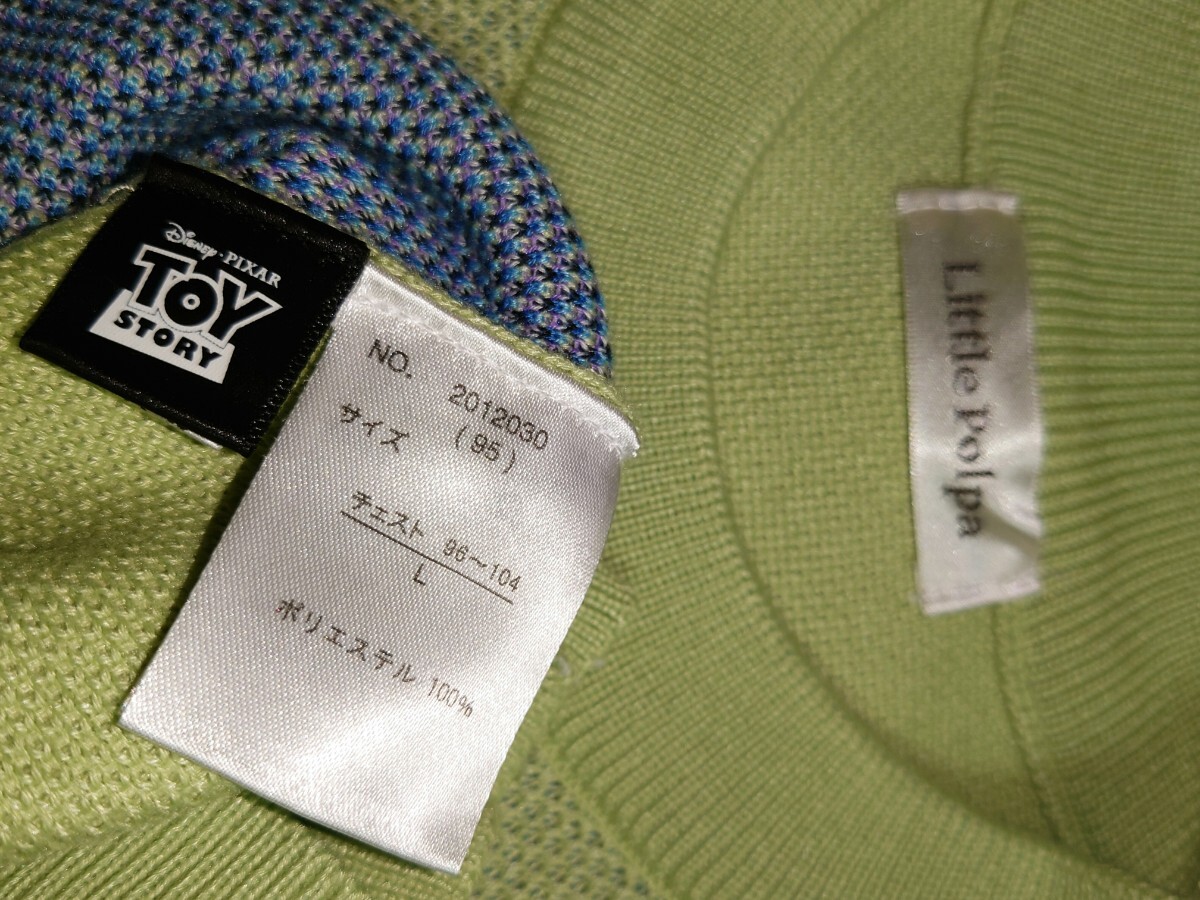 Disney · PIXAR
TOY
STORY
NO. 2012030
サイズ (95)
チェスト 96～104
L
ポリエステル 100%
Little Polpa